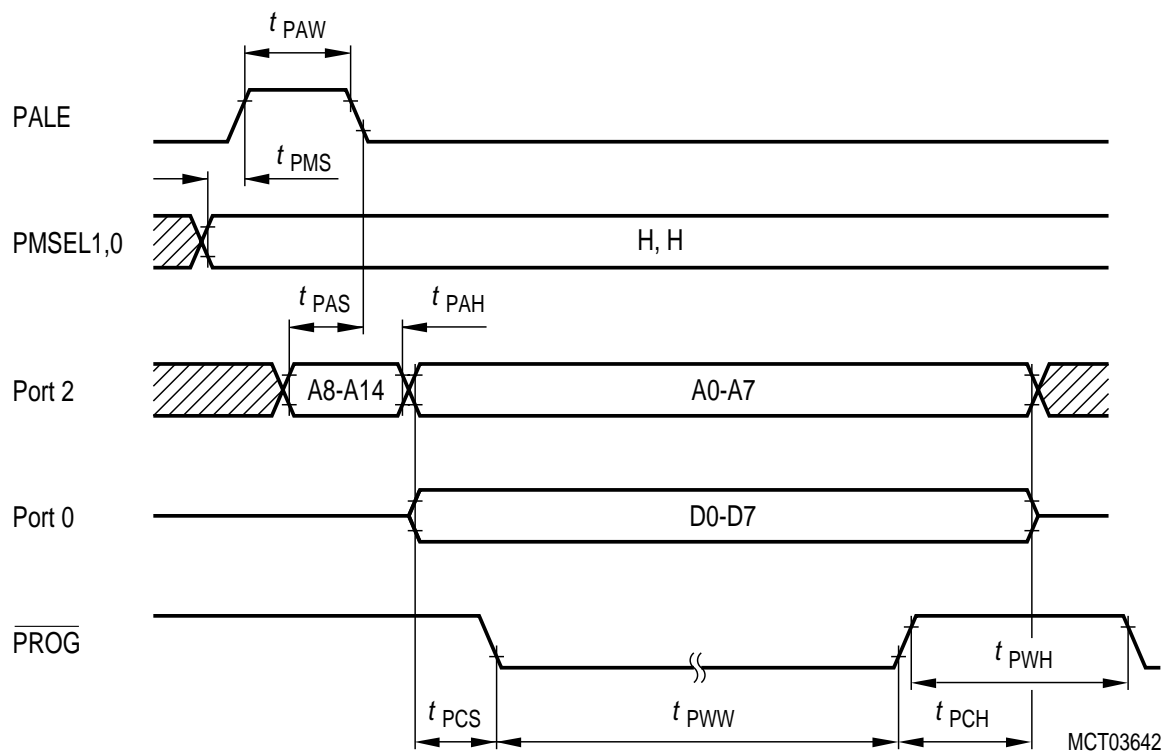 t PAW
PALE
t PMS
PMSEL1,0
H, H
t PAS
t PAH
Port 2
A8-A14
A0-A7
Port 0
D0-D7
PROG
t PWH
t PCS
t PWW
t PCH
MCT03642